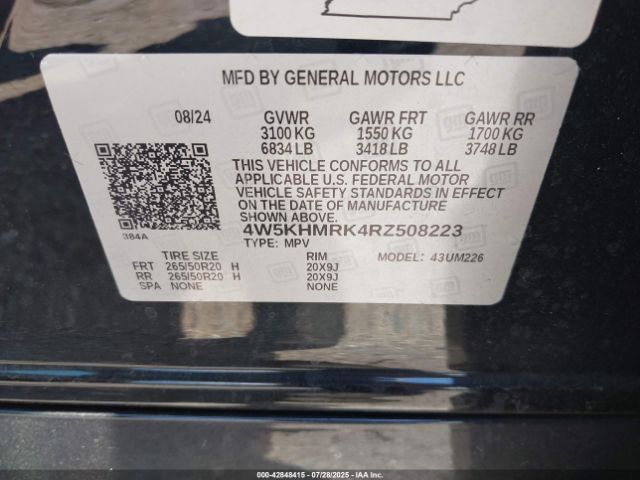 MFD BY GENERAL MOTORS LLC
08/24 GVWR GAWR FRT GAWR RR
3100 KG 1550 KG 1700 KG
6834 LB 3418 LB 3748 LB
THIS VEHICLE CONFORMS TO ALL
APPLICABLE U.S. FEDERAL MOTOR
VEHICLE SAFETY STANDARDS IN EFFECT
ON THE DATE OF MANUFACTURE
SHOWN ABOVE.
384A 4W5KHMRK4RZ508223
TYPE: MPV MODEL: 43UM226
TIRE SIZE RIM
FRT 265/50R20 H 20X9J
RR 265/50R20 H 20X9J
SPA NONE NONE
000-42848415 | 07/28/2025 | IAAI.COM